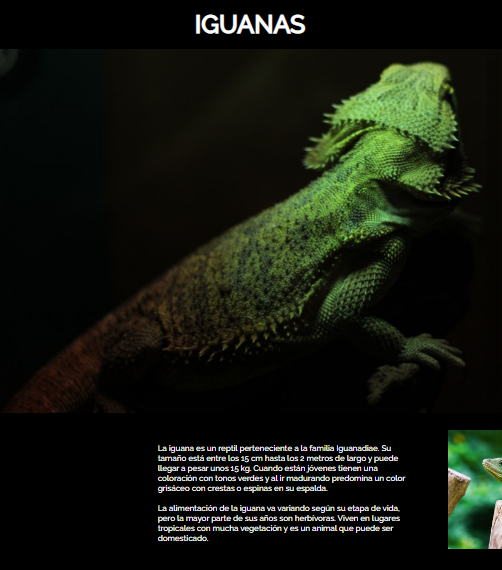 IGUANAS
La iguana es un reptil perteneciente a la familia Iguanadiae. Su
tamaño está entre los 15 cm hasta los 2 metros de largo y puede
llegar a pesar unos 15 kg. Cuando están jóvenes tienen una
coloración con tonos verdes y al ir madurando predomina un color
grisáceo con crestas o espinas en su espalda.
La alimentación de la iguana va variando según su etapa de vida,
pero la mayor parte de sus años son herbívoras. Viven en lugares
tropicales con mucha vegetación y es un animal que puede ser
domesticado.